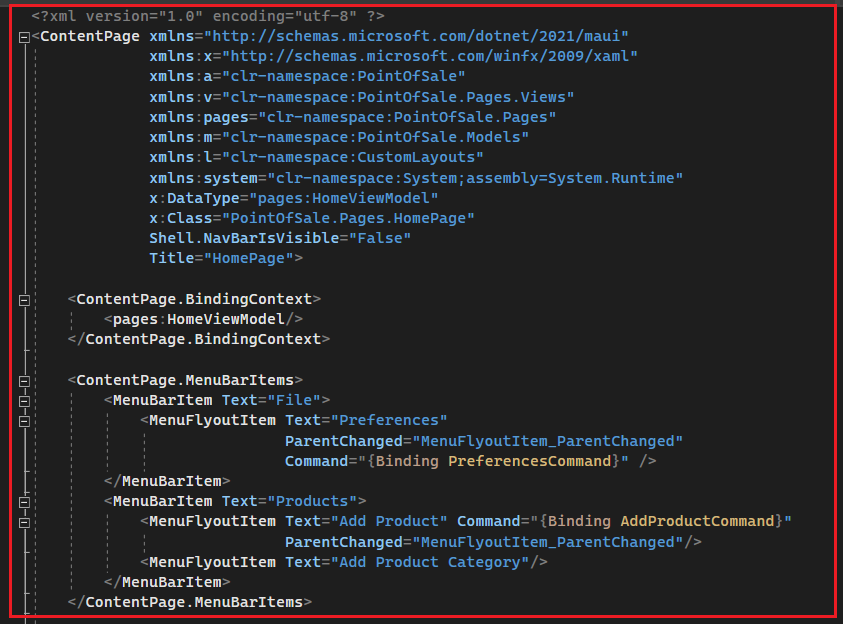 <?xml version="1.0" encoding="utf-8" ?>
<ContentPage xmlns="http://schemas.microsoft.com/dotnet/2021/maui"
             xmlns:x="http://schemas.microsoft.com/winfx/2009/xaml"
             xmlns:a="clr-namespace:PointOfSale"
             xmlns:v="clr-namespace:PointOfSale.Pages.Views"
             xmlns:pages="clr-namespace:PointOfSale.Pages"
             xmlns:m="clr-namespace:PointOfSale.Models"
             xmlns:l="clr-namespace:CustomLayouts"
             xmlns:system="clr-namespace:System;assembly=System.Runtime"
             x:DataType="pages:HomeViewModel"
             x:Class="PointOfSale.Pages.HomePage"
             Shell.NavBarIsVisible="False"
             Title="HomePage">

    <ContentPage.BindingContext>
        <pages:HomeViewModel/>
    </ContentPage.BindingContext>

    <ContentPage.MenuBarItems>
        <MenuBarItem Text="File">
            <MenuFlyoutItem Text="Preferences"
                            ParentChanged="MenuFlyoutItem_ParentChanged"
                            Command="{Binding PreferencesCommand}" />
        </MenuBarItem>
        <MenuBarItem Text="Products">
            <MenuFlyoutItem Text="Add Product" Command="{Binding AddProductCommand}"
                            ParentChanged="MenuFlyoutItem_ParentChanged"/>
            <MenuFlyoutItem Text="Add Product Category"/>
        </MenuBarItem>
    </ContentPage.MenuBarItems>